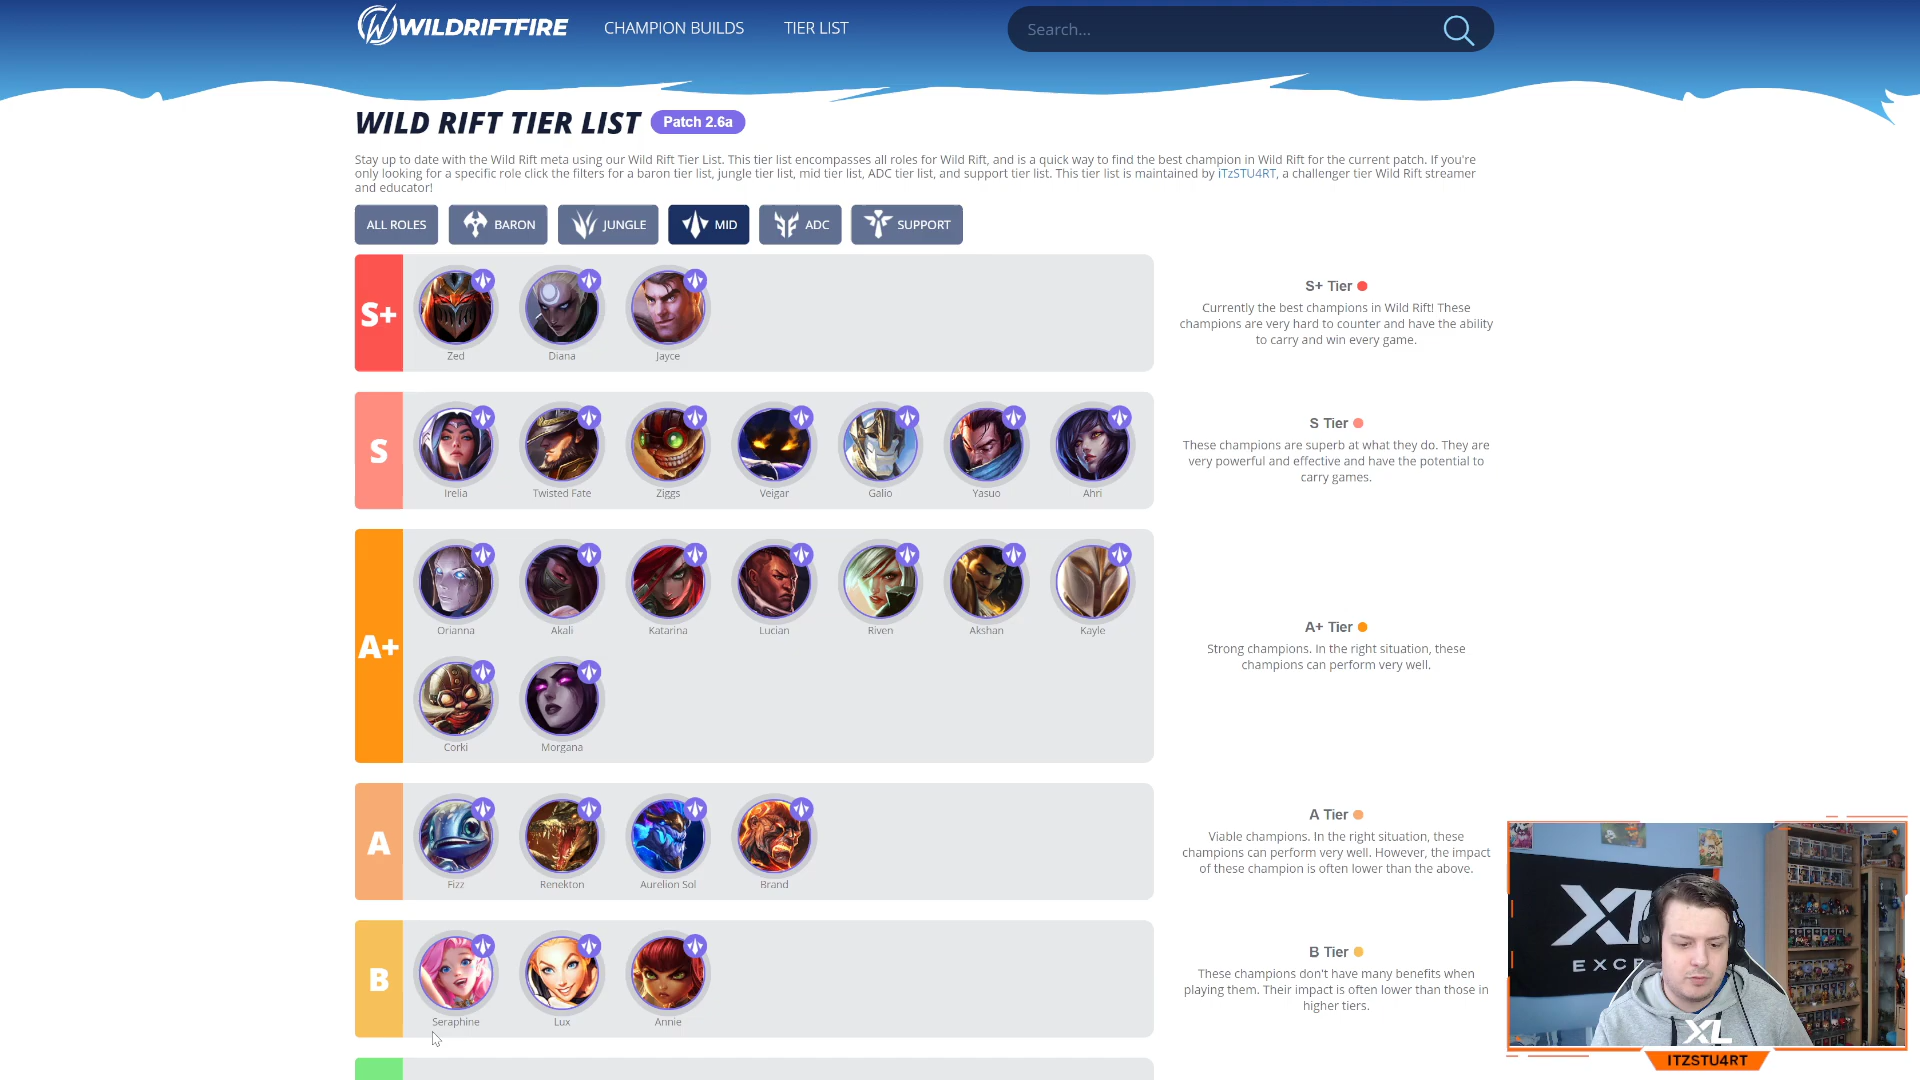 WILDRIFTFIRE CHAMPION BUILDS TIER LIST Search...
WILD RIFT TIER LIST Patch 2.6a
Stay up to date with the Wild Rift meta using our Wild Rift Tier List. This tier list encompasses all roles for Wild Rift, and is a quick way to find the best champion in Wild Rift for the current patch. If you're
only looking for a specific role click the filters for a baron tier list, jungle tier list, mid tier list, ADC tier list, and support tier list. This tier list is maintained by iTzSTU4RT, a challenger tier Wild Rift streamer
and educator!
ALL ROLES BARON JUNGLE MID ADC SUPPORT
S+
Zed Diana Jayce
S+ Tier
Currently the best champions in Wild Rift! These
champions are very hard to counter and have the ability
to carry and win every game.
S
Irelia Twisted Fate Ziggs Veigar Galio Yasuo Ahri
S Tier
These champions are superb at what they do. They are
very powerful and effective and have the potential to
carry games.
A+
Orianna Akali Katarina Lucian Riven Akshan Kayle
Corki Morgana
A+ Tier
Strong champions. In the right situation, these
champions can perform very well.
A
Fizz Renekton Aurelion Sol Brand
A Tier
Viable champions. In the right situation, these
champions can perform very well. However, the impact
of these champion is often lower than the above.
B
Seraphine Lux Annie
B Tier
These champions don't have many benefits when
playing them. Their impact is often lower than those in
higher tiers.
XL
EXCE
XL
ITZSTU4RT